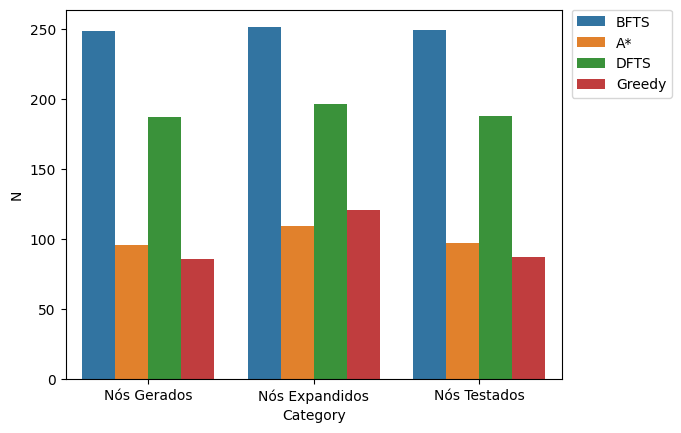 250
200
150
100
50
0
N
Nós Gerados
Nós Expandidos
Nós Testados
Category
BFTS
A*
DFTS
Greedy